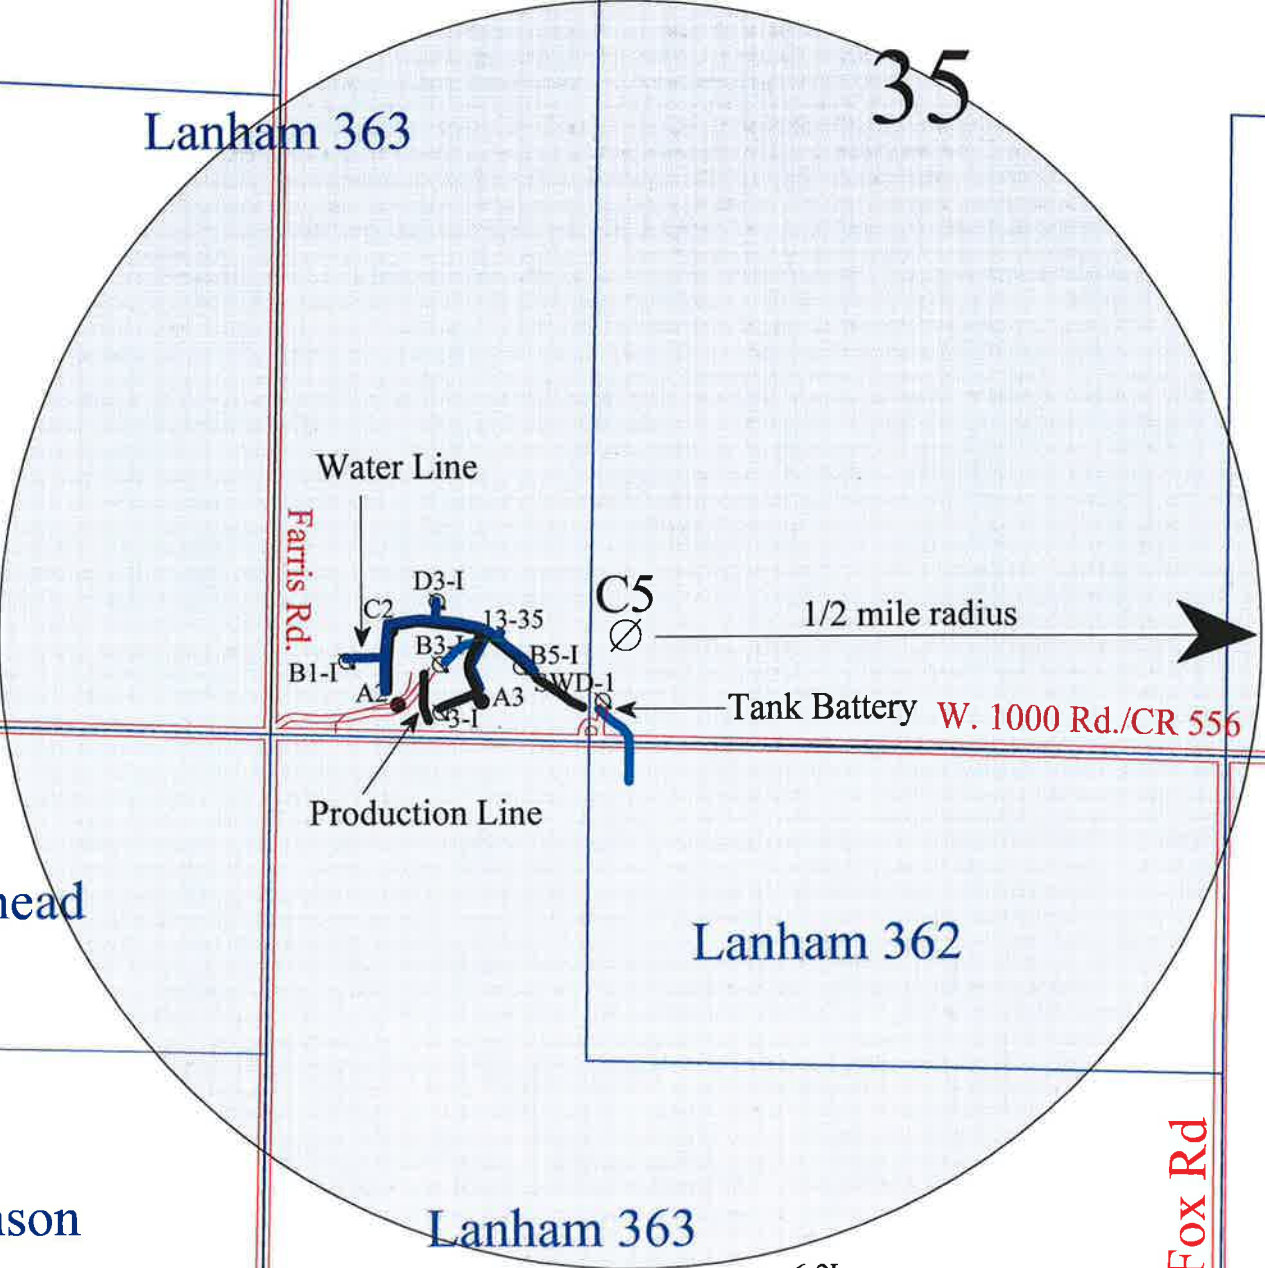 35
Lanham 363
Water Line
Farris Rd.
D3-I
C2
13-35
C5
1/2 mile radius
B3-I
B1-I
B5-I
SWD-1
A2
A3
3-I
Tank Battery
W. 1000 Rd./CR 556
Production Line
head
Lanham 362
Fox Rd
nson
Lanham 363